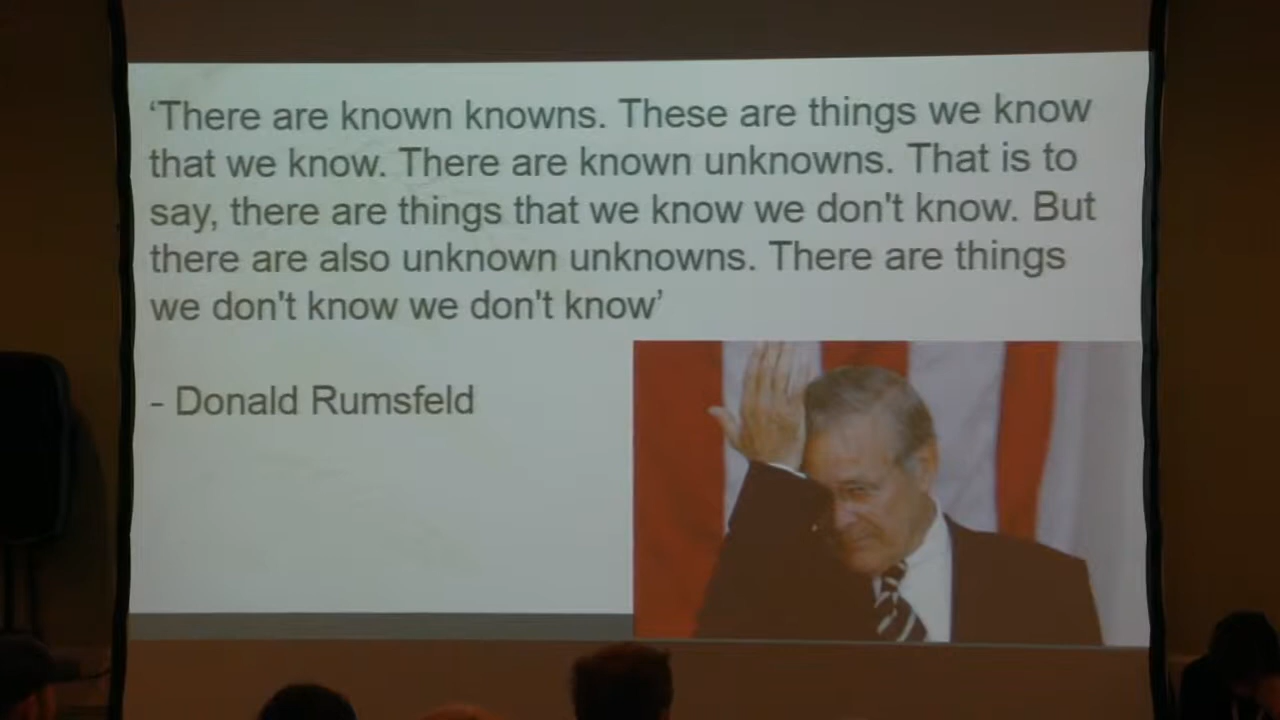 ‘There are known knowns. These are things we know
that we know. There are known unknowns. That is to
say, there are things that we know we don't know. But
there are also unknown unknowns. There are things
we don't know we don't know’
- Donald Rumsfeld